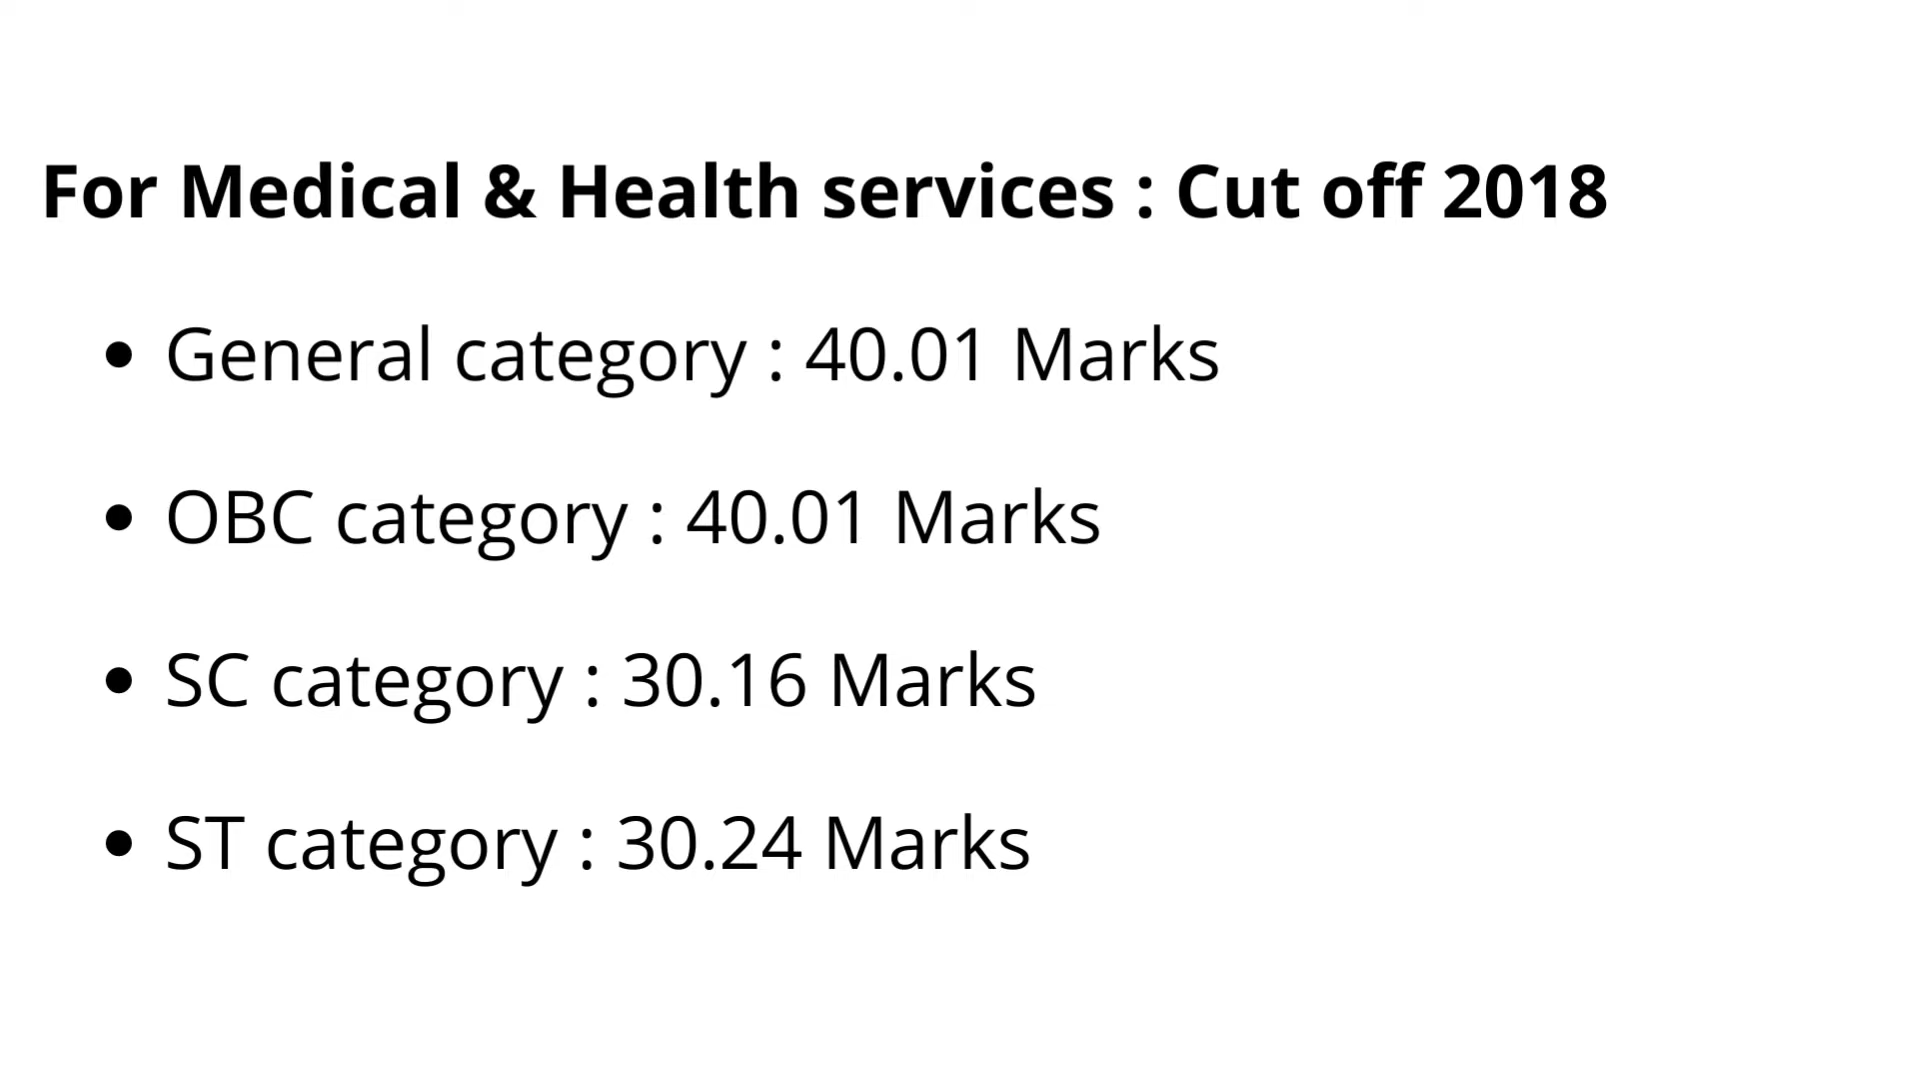 For Medical & Health services : Cut off 2018
• General category : 40.01 Marks
• OBC category : 40.01 Marks
• SC category : 30.16 Marks
• ST category : 30.24 Marks